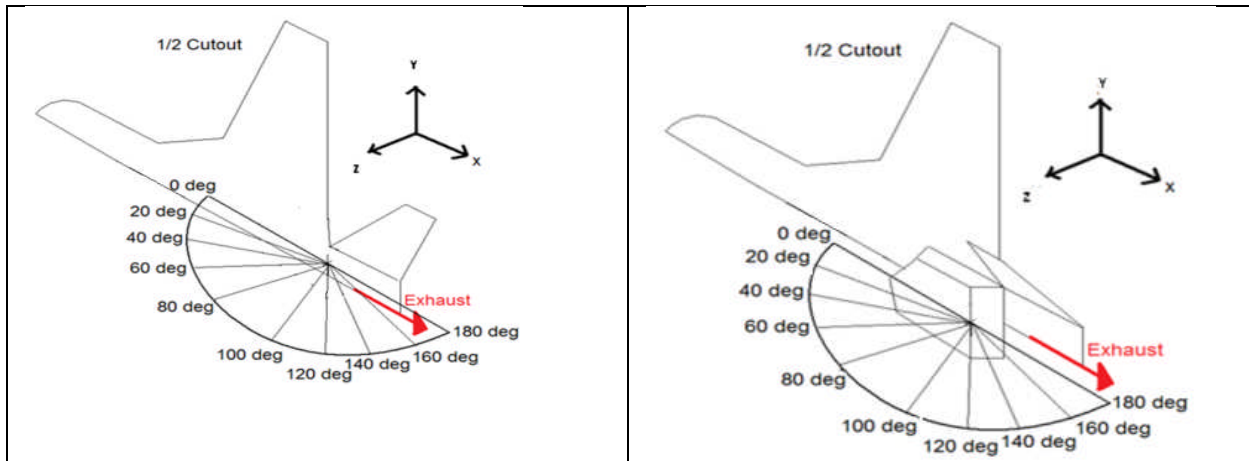 1/2 Cutout
Y
Z
X
0 deg
20 deg
40 deg
60 deg
80 deg
100 deg
120 deg
140 deg
160 deg
180 deg
Exhaust
1/2 Cutout
Y
Z
X
0 deg
20 deg
40 deg
60 deg
80 deg
100 deg
120 deg
140 deg
160 deg
180 deg
Exhaust